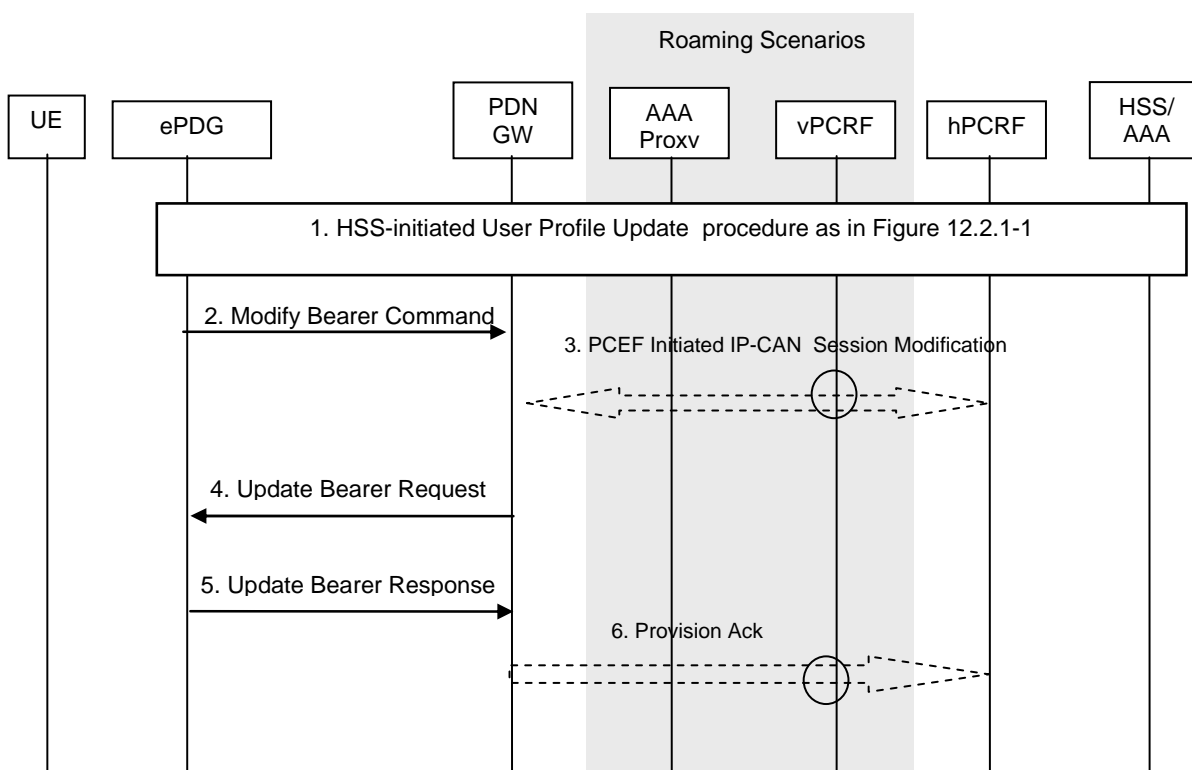 Roaming Scenarios
UE
ePDG
PDN
GW
AAA
Proxv
vPCRF
hPCRF
HSS/
AAA
1. HSS-initiated User Profile Update procedure as in Figure 12.2.1-1
2. Modify Bearer Command
3. PCEF Initiated IP-CAN Session Modification
4. Update Bearer Request
5. Update Bearer Response
6. Provision Ack